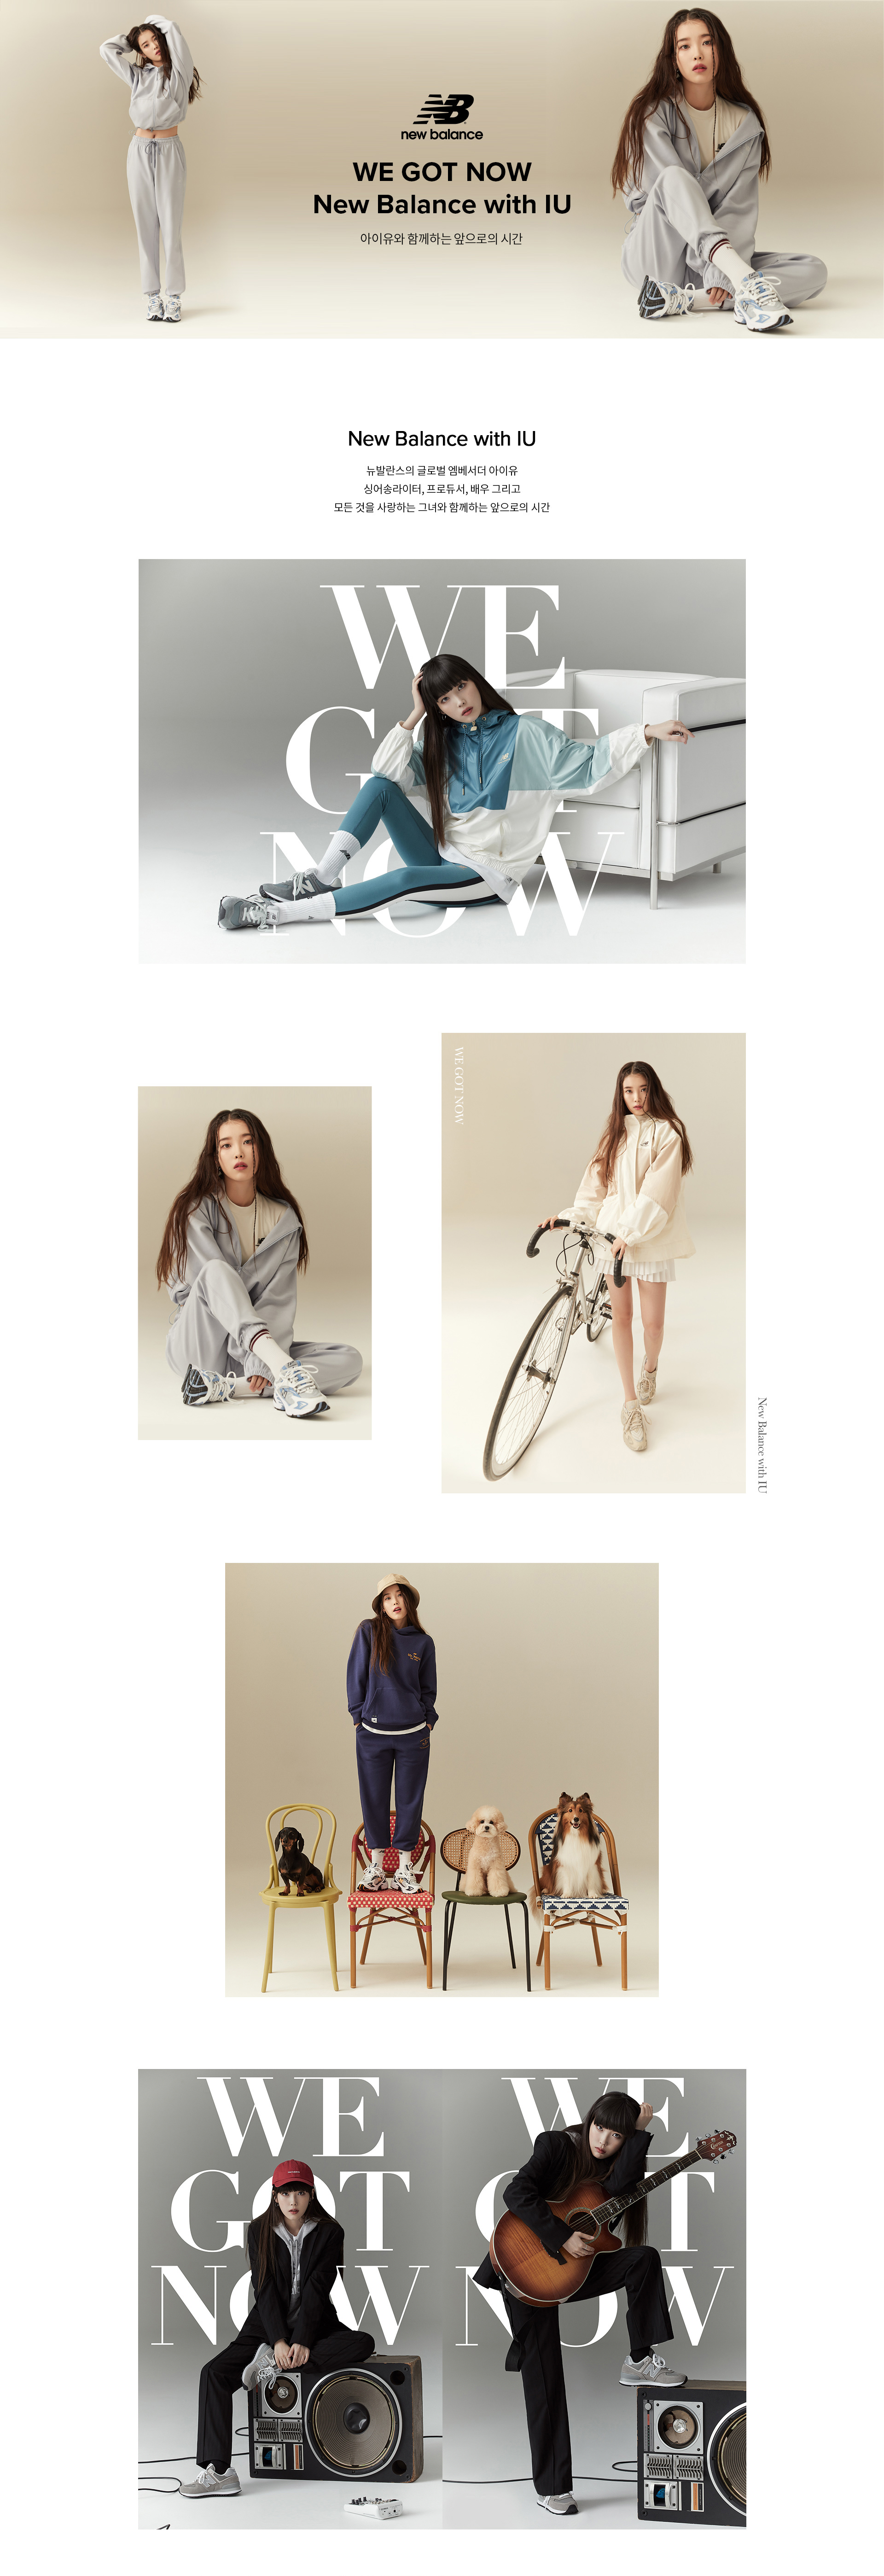 new balance
WE GOT NOW
New Balance with IU
아이유와 함께하는 앞으로의 시간
New Balance with IU
뉴발란스의 글로벌 엠베서더 아이유
싱어송라이터, 프로듀서, 배우 그리고
모든 것을 사랑하는 그녀와 함께하는 앞으로의 시간
WE
GOT
NOW
WE GOT NOW
New Balance with IU
WE
GOT
NOW
WE
GOT
NOW